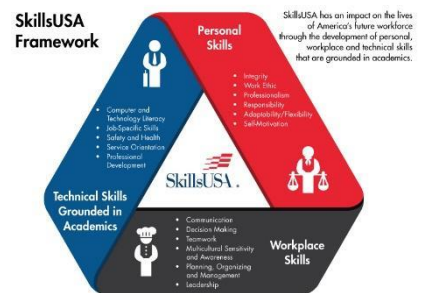 SkillsUSA
Framework
Personal
Skills
SkillsUSA has an impact on the lives
of America's future workforce
through the development of personal,
workplace and technical skills
that are grounded in academics.
• Integrity
• Work Ethic
• Professionalism
• Responsibility
• Adaptability/Flexibility
• Self-Motivation
• Computer and
Technology Literacy
• Job-Specific Skills
• Safety and Health
• Service Orientation
• Professional
Development
SkillsUSA.
Technical Skills
Grounded in
Academics
• Communication
• Decision Making
• Teamwork
• Multicultural Sensitivity
and Awareness
• Planning, Organizing
and Management
• Leadership
Workplace
Skills